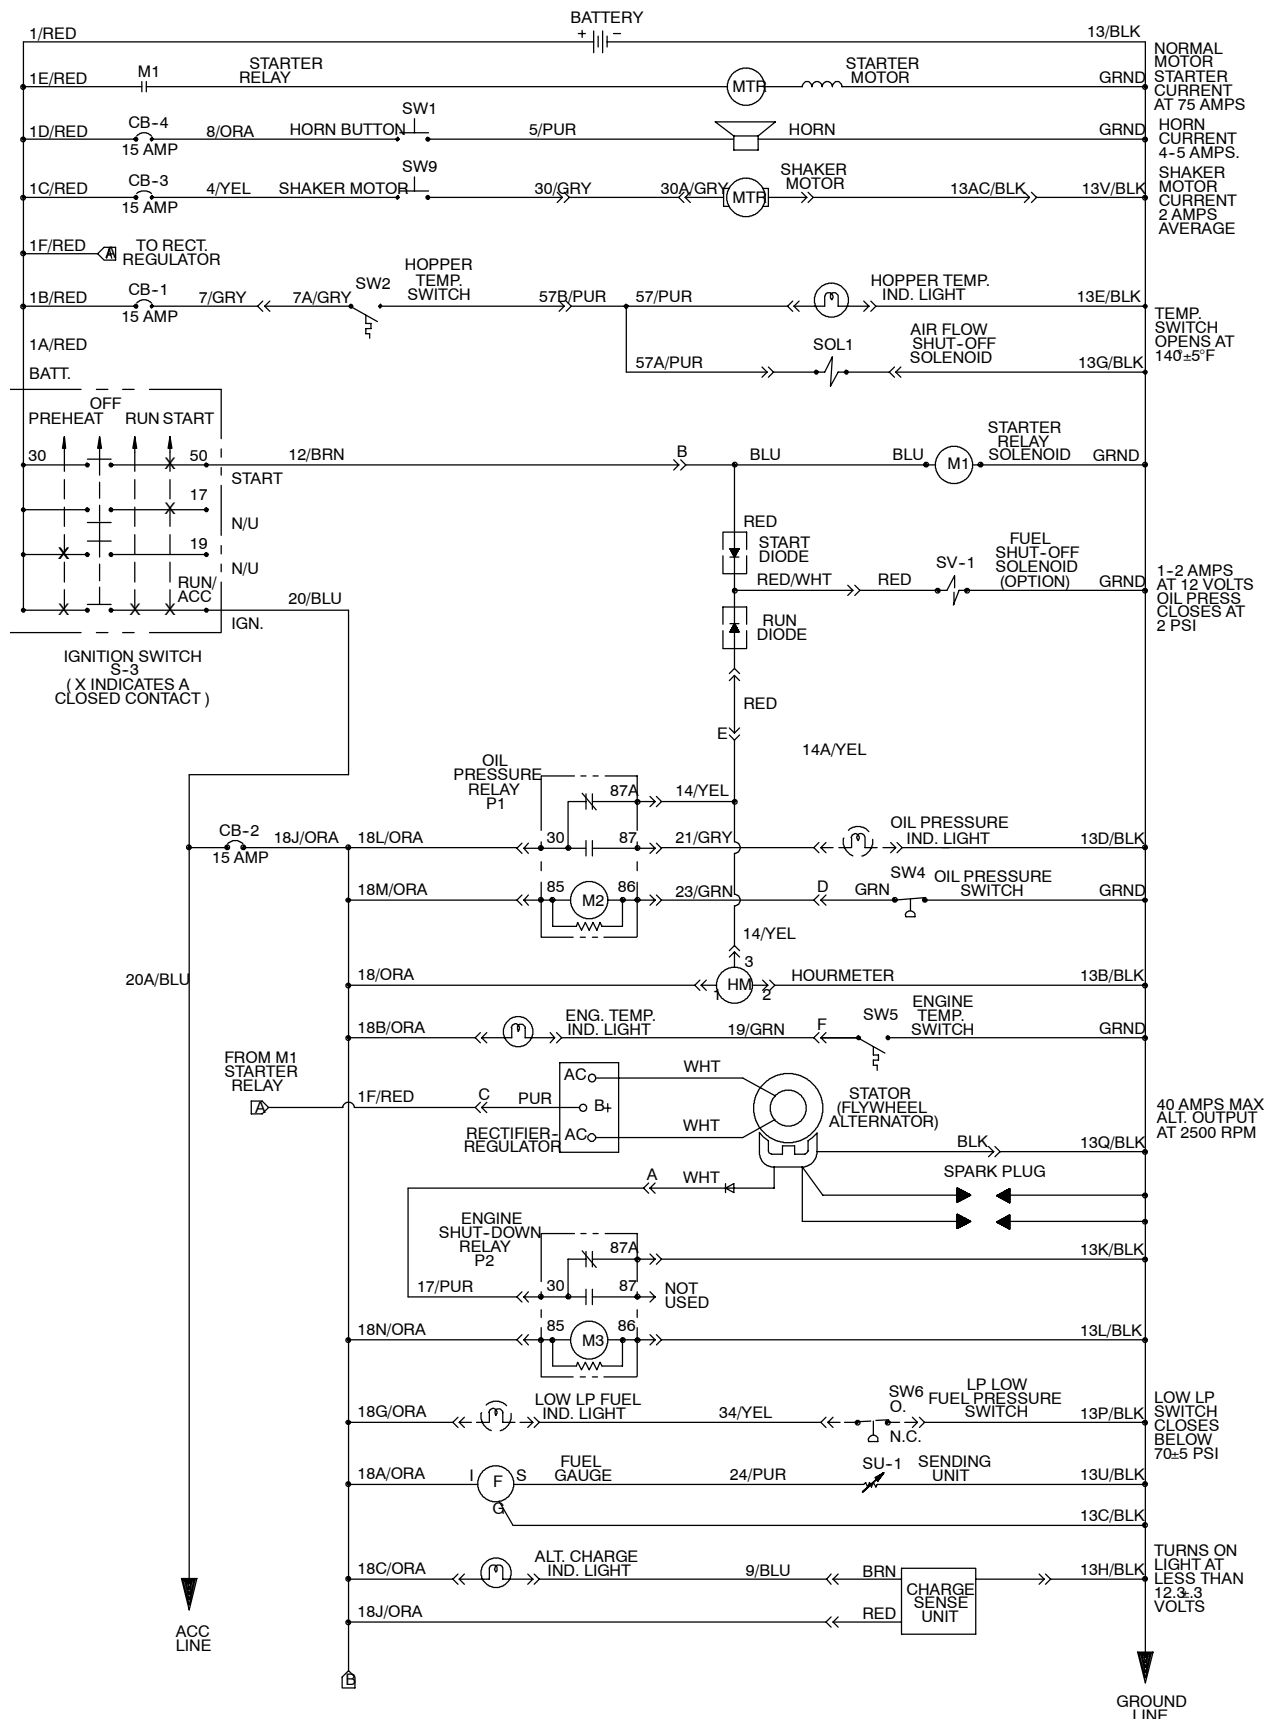 BATTERY
1/RED
+
−
13/BLK
NORMAL
MOTOR
STARTER
CURRENT
AT 75 AMPS
1E/RED
M1
STARTER
RELAY
MTR
STARTER
MOTOR
GRND
1D/RED
CB-4
15 AMP
8/ORA
HORN BUTTON
SW1
5/PUR
HORN
GRND
HORN
CURRENT
4-5 AMPS.
1C/RED
CB-3
15 AMP
4/YEL
SHAKER MOTOR
SW9
30/GRY
30A/GRY
MTR
SHAKER
MOTOR
13AC/BLK
13V/BLK
SHAKER
MOTOR
CURRENT
2 AMPS
AVERAGE
1F/RED
A
TO RECT.
REGULATOR
1B/RED
CB-1
15 AMP
7/GRY
7A/GRY
SW2
HOPPER
TEMP.
SWITCH
57B/PUR
57/PUR
HOPPER TEMP.
IND. LIGHT
13E/BLK
TEMP.
SWITCH
OPENS AT
140°±5°F
1A/RED
57A/PUR
SOL1
AIR FLOW
SHUT-OFF
SOLENOID
13G/BLK
BATT.
OFF
PREHEAT
RUN START
30
50
START
12/BRN
B
BLU
BLU
M1
STARTER
RELAY
SOLENOID
GRND
17
N/U
19
N/U
RUN/
ACC
IGN.
20/BLU
RED
START
DIODE
RED/WHT
RED
SV-1
FUEL
SHUT-OFF
SOLENOID
(OPTION)
GRND
1-2 AMPS
AT 12 VOLTS
OIL PRESS
CLOSES AT
2 PSI
RUN
DIODE
IGNITION SWITCH
S-3
( X INDICATES A
CLOSED CONTACT )
RED
E
14A/YEL
OIL
PRESSURE
RELAY
P1
87A
14/YEL
CB-2
15 AMP
18J/ORA
18L/ORA
30
87
21/GRY
OIL PRESSURE
IND. LIGHT
13D/BLK
18M/ORA
85
M2
86
23/GRN
D
GRN
SW4
OIL PRESSURE
SWITCH
GRND
14/YEL
20A/BLU
18/ORA
3
1
HM
2
HOURMETER
13B/BLK
18B/ORA
ENG. TEMP.
IND. LIGHT
19/GRN
F
SW5
ENGINE
TEMP.
SWITCH
GRND
FROM M1
STARTER
RELAY
A
1F/RED
C
PUR
AC
B+
AC
RECTIFIER-
REGULATOR
WHT
WHT
STATOR
(FLYWHEEL
ALTERNATOR)
40 AMPS MAX
ALT. OUTPUT
AT 2500 RPM
BLK
13Q/BLK
SPARK PLUG
A
WHT
ENGINE
SHUT-DOWN
RELAY
P2
87A
13K/BLK
17/PUR
30
87
NOT
USED
18N/ORA
85
M3
86
13L/BLK
18G/ORA
LOW LP FUEL
IND. LIGHT
34/YEL
SW6
O.
N.C.
LP LOW
FUEL PRESSURE
SWITCH
13P/BLK
LOW LP
SWITCH
CLOSES
BELOW
70±5 PSI
18A/ORA
I
F
S
G
FUEL
GAUGE
24/PUR
SU-1
SENDING
UNIT
13U/BLK
13C/BLK
18C/ORA
ALT. CHARGE
IND. LIGHT
9/BLU
BRN
CHARGE
SENSE
UNIT
13H/BLK
TURNS ON
LIGHT AT
LESS THAN
12.3±.3
VOLTS
18J/ORA
RED
ACC
LINE
B
GROUND
LINE